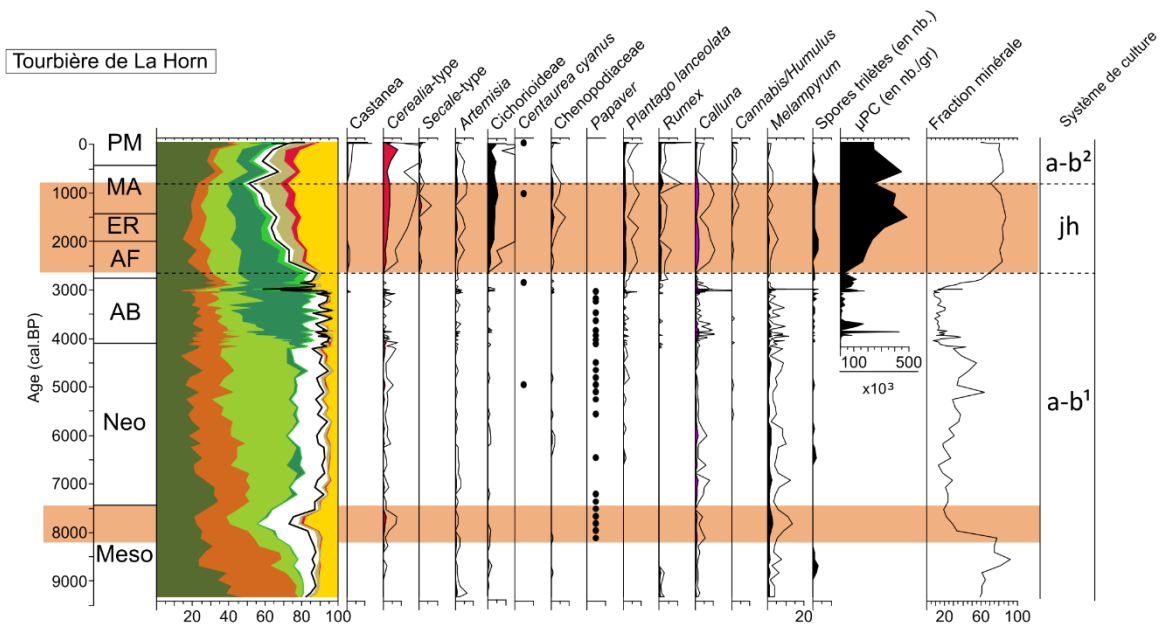 Tourbière de La Horn
Castanea
Cerealia-type
Secale-type
Artemisia
Cichorioideae
Centaurea cyanus
Chenopodiaceae
Papaver
Plantago lanceolata
Rumex
Calluna
Cannabis/Humulus
Melampyrum
Spores trilètes (en nb.)
µPC (en nb./gr)
Fraction minérale
Système de culture
Age (cal.BP)
0
1000
2000
3000
4000
5000
6000
7000
8000
9000
PM
MA
ER
AF
AB
Neo
Meso
a-b²
jh
a-b¹
100 500
x10³
20 40 60 80 100
20
20 60 100